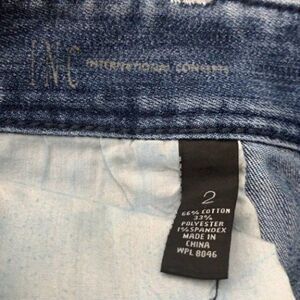 INC
INTERNATIONAL CONCEPTS
2
66% COTTON
33%
POLYESTER
1% SPANDEX
MADE IN
CHINA
WPL 8046